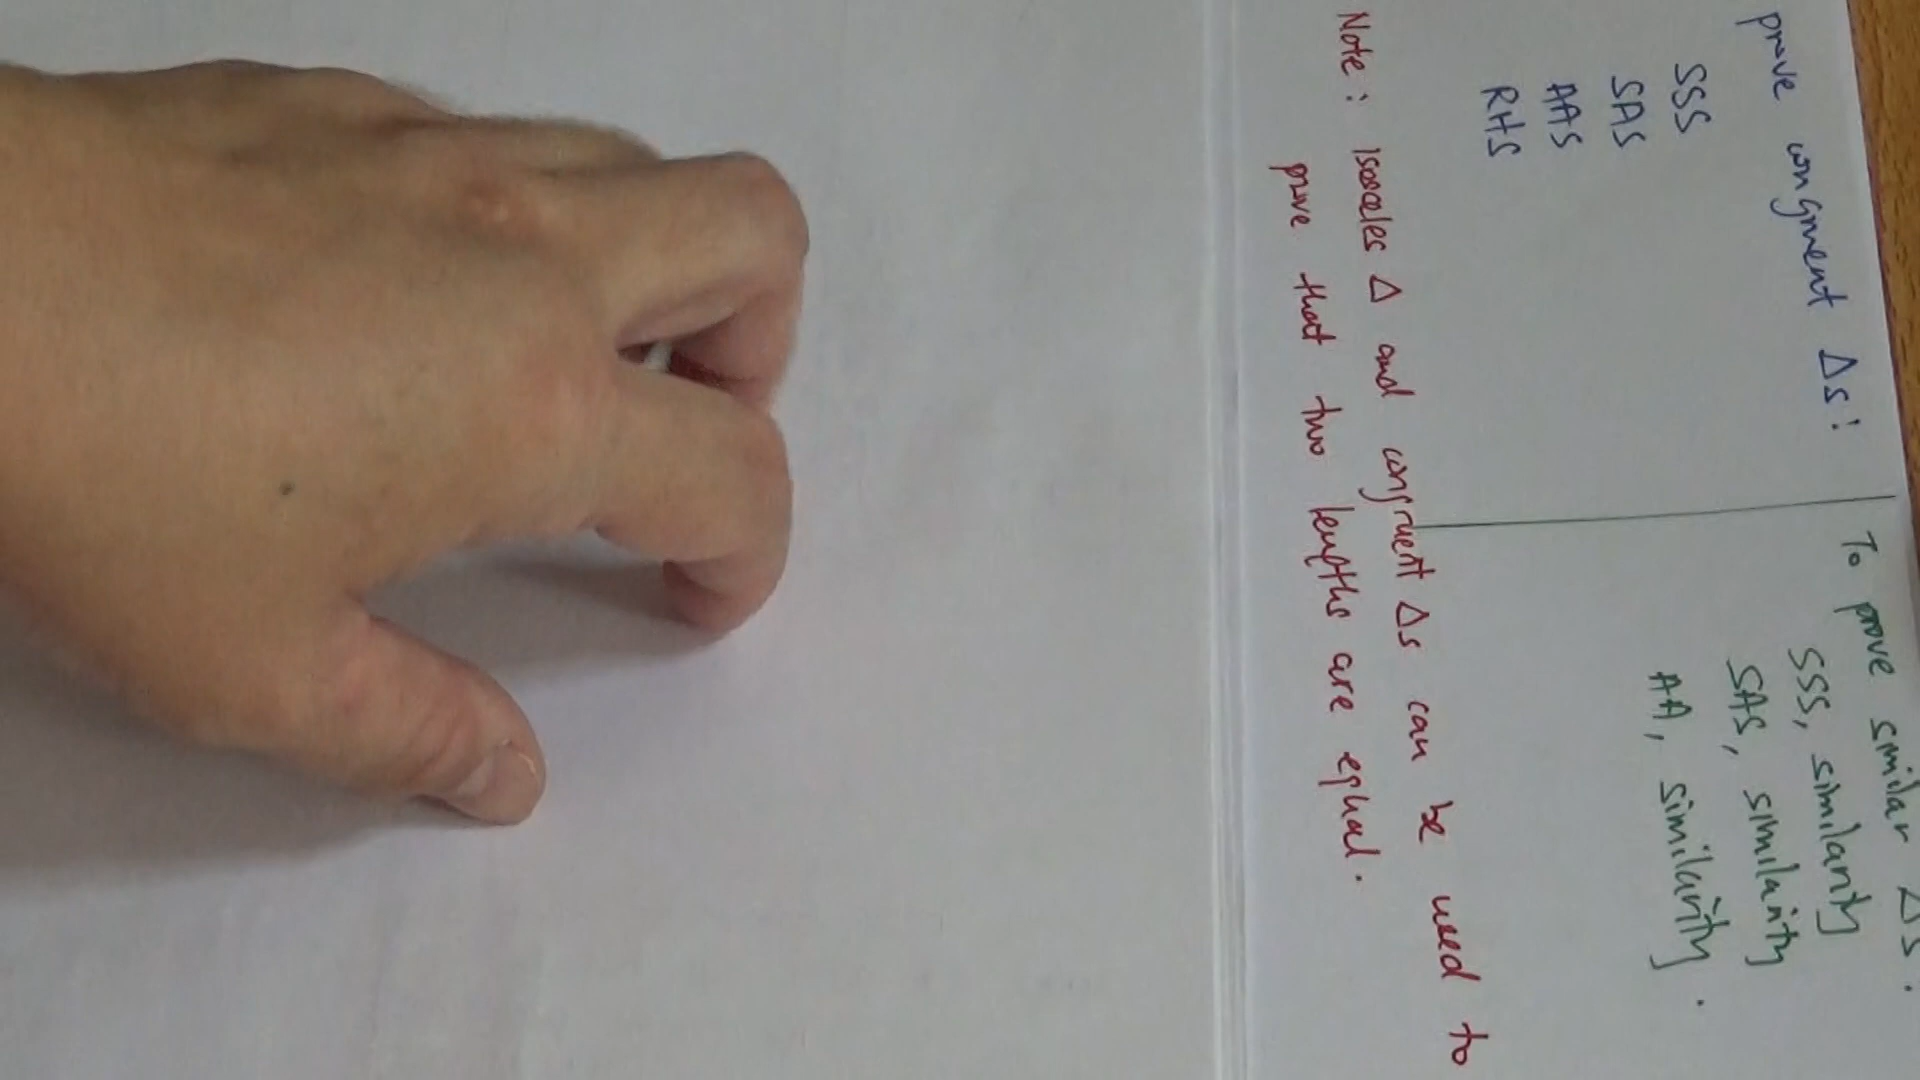 prove congruent Δs:
SSS
SAS
AAS
RHS
To prove similar Δs.
SSS, similarity
SAS, similarity
AA, similarity.
Note: isosceles Δ and congruent Δs can be used to
prove that two lengths are equal.